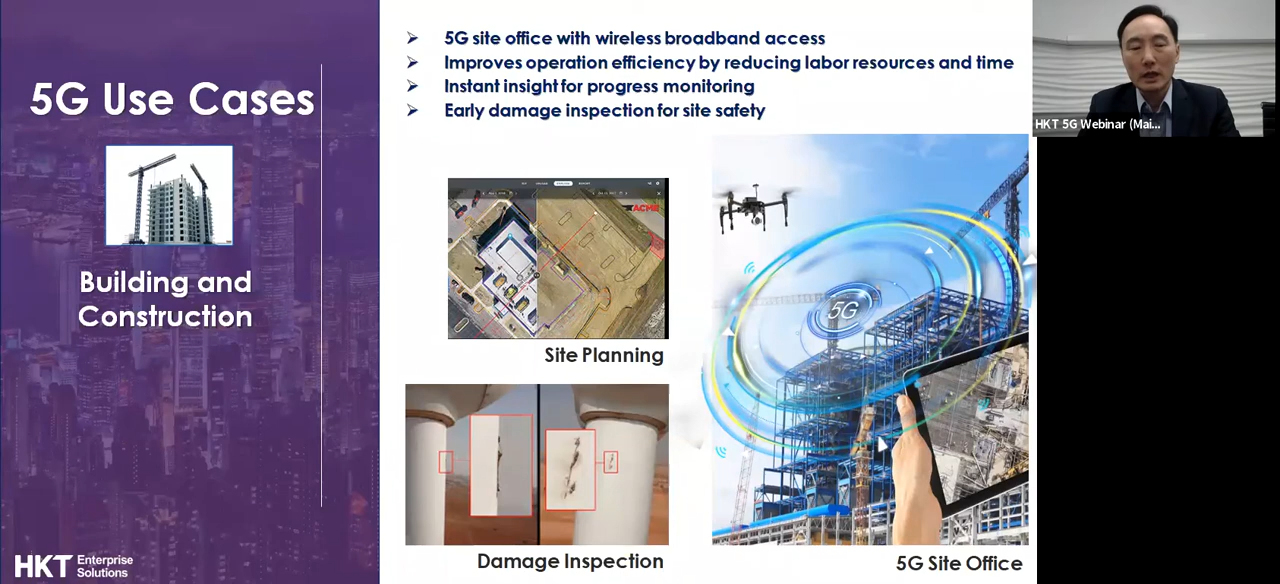 5G Use Cases
Building and
Construction
HKT Enterprise
Solutions
5G site office with wireless broadband access
Improves operation efficiency by reducing labor resources and time
Instant insight for progress monitoring
Early damage inspection for site safety
ACME
Site Planning
Damage Inspection
5G
5G Site Office
HKT 5G Webinar (Mai...